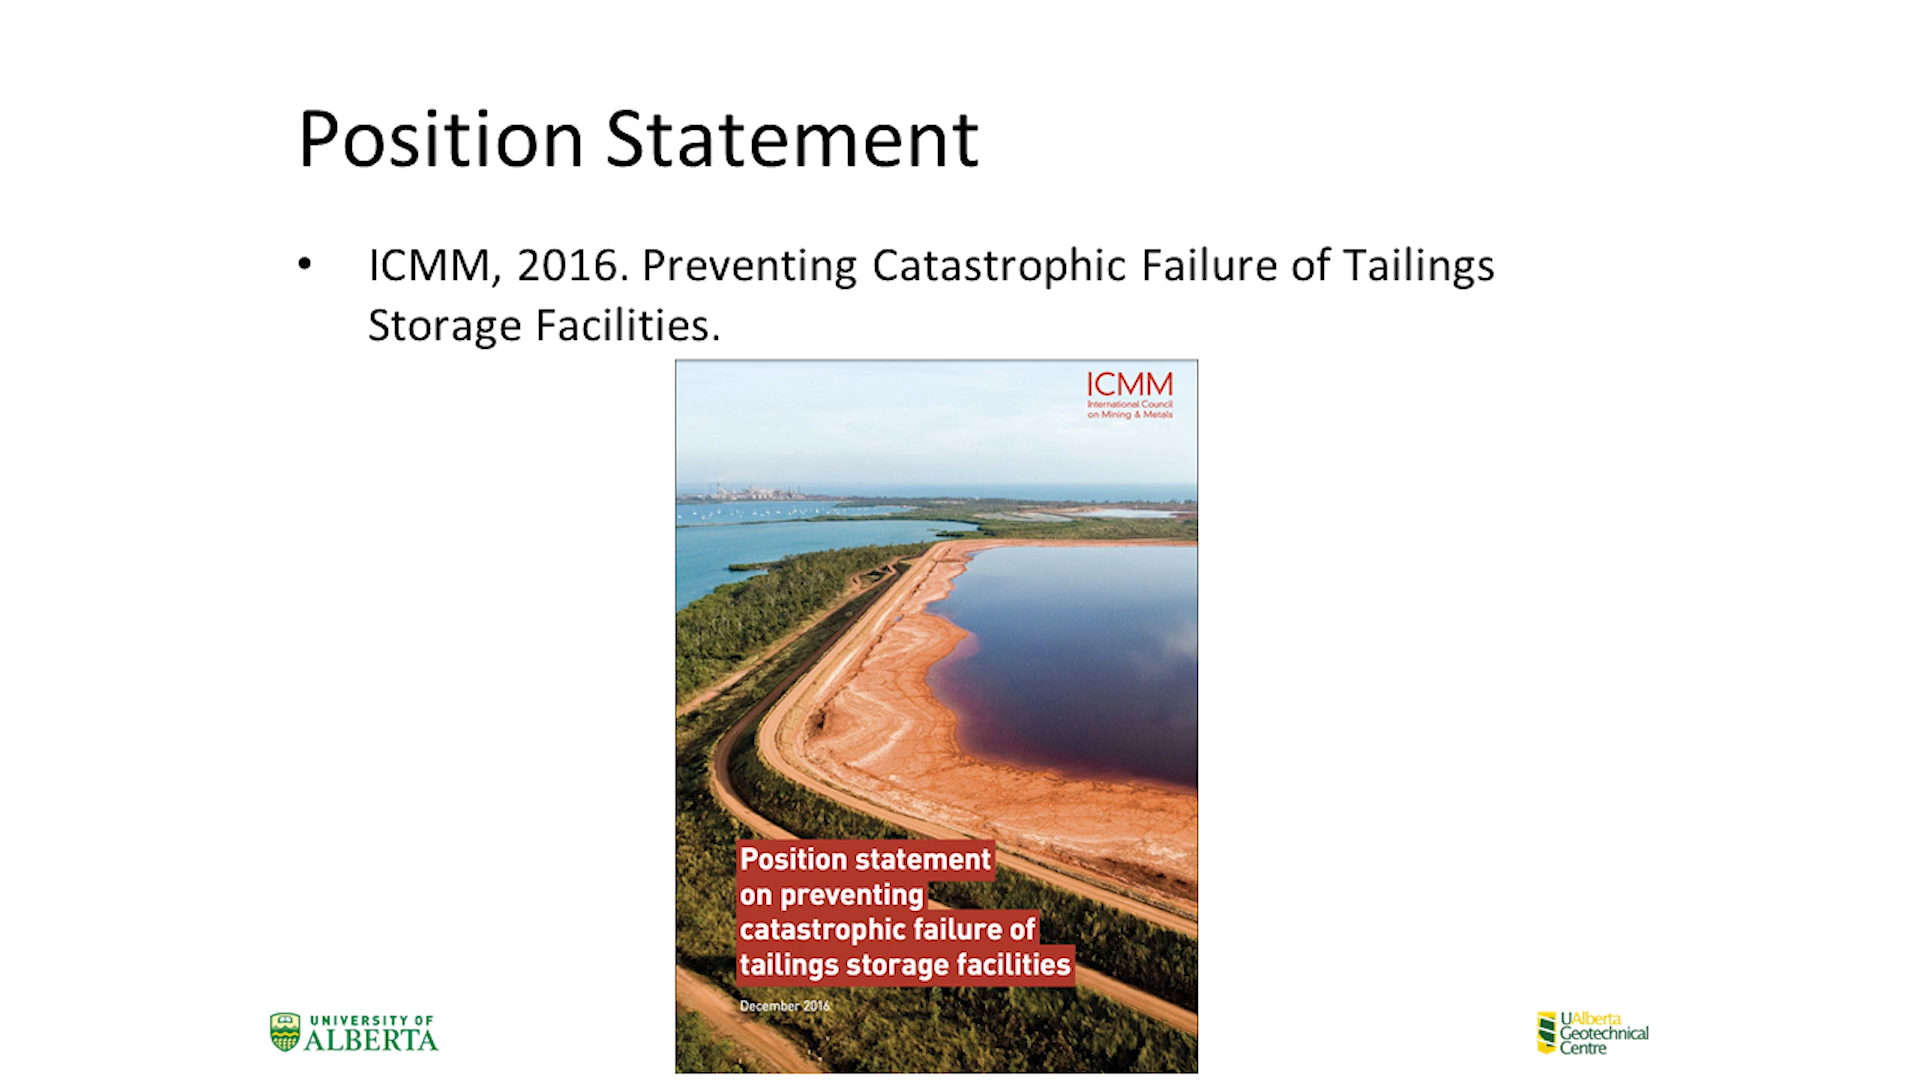 Position Statement
• ICMM, 2016. Preventing Catastrophic Failure of Tailings
Storage Facilities.
ICMM
International Council
on Mining & Metals
Position statement
on preventing
catastrophic failure of
tailings storage facilities
December 2016
UNIVERSITY OF
ALBERTA
UAlberta
Geotechnical
Centre